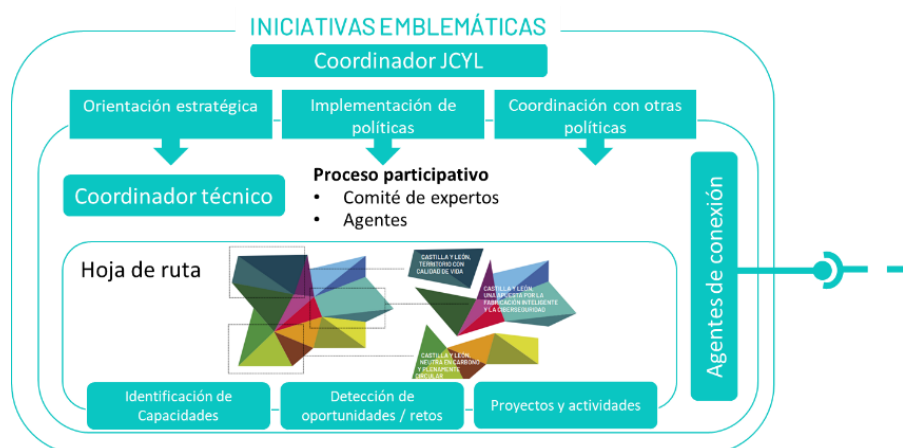 INICIATIVAS EMBLEMÁTICAS
Coordinador JCYL
Orientación estratégica
Implementación de
políticas
Coordinación con otras
políticas
Coordinador técnico
Proceso participativo
• Comité de expertos
• Agentes
Agentes de conexión
Hoja de ruta
CASTILLA Y LEÓN,
TERRITORIO CON
CALIDAD DE VIDA
CASTILLA Y LEÓN,
UNA APUESTA POR LA
FABRICACIÓN INTELIGENTE
Y LA CIBERSEGURIDAD
CASTILLA Y LEÓN,
NEUTRA EN CARBONO
Y PLENAMENTE
CIRCULAR
Identificación de
Capacidades
Detección de
oportunidades / retos
Proyectos y actividades